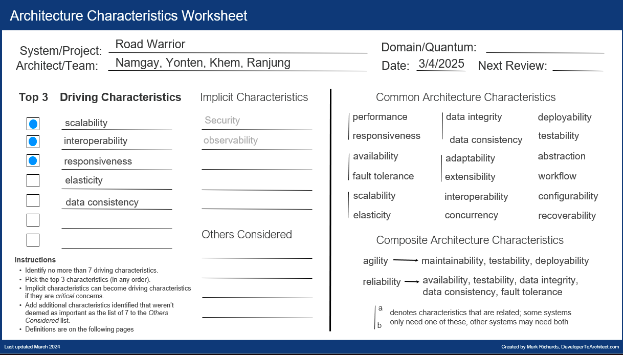 Architecture Characteristics Worksheet
System/Project: Road Warrior
Architect/Team: Namgay, Yonten, Khem, Ranjung
Domain/Quantum:
Date: 3/4/2025 Next Review:
Top 3 Driving Characteristics
scalability
interoperability
responsiveness
elasticity
data consistency
Implicit Characteristics
Security
observability
Others Considered
Instructions
• Identify no more than 7 driving characteristics.
• Pick the top 3 characteristics (in any order).
• Implicit characteristics can become driving characteristics
if they are critical concerns
• Add additional characteristics identified that weren't
deemed as important as the list of 7 to the Others
Considered list.
• Definitions are on the following pages
Common Architecture Characteristics
performance data integrity deployability
responsiveness data consistency testability
availability adaptability abstraction
fault tolerance extensibility workflow
scalability interoperability configurability
elasticity concurrency recoverability
Composite Architecture Characteristics
agility maintainability, testability, deployability
reliability availability, testability, data integrity,
data consistency, fault tolerance
a denotes characteristics that are related; some systems
b only need one of these, other systems may need both
Last updated March 2024
Created by Mark Richards, DeveloperToArchitect.com